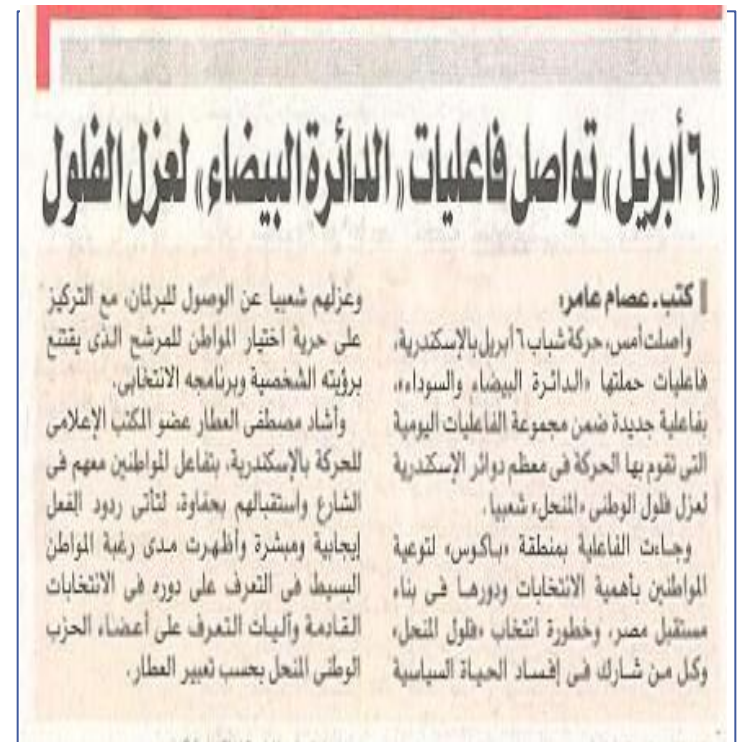 «٦ أبريل» تواصل فاعليات «الدائرة البيضاء» لعزل الفلول
كتب ـ عصام عامر:
واصلت أمس، حركة شباب ٦ أبريل بالإسكندرية،
فاعليات حملتها «الدائرة البيضاء والسوداء»،
بفاعلية جديدة ضمن مجموعة الفاعليات اليومية
التى تقوم بها الحركة فى معظم دوائر الإسكندرية
لعزل فلول الوطنى «المنحل» شعبيا.
وجاءت الفاعلية بمنطقة «باكوس» لتوعية
المواطنين بأهمية الانتخابات ودورها فى بناء
مستقبل مصر، وخطورة انتخاب «فلول المنحل»
وكل من شارك فى إفساد الحياة السياسية
وعزلهم شعبيا عن الوصول للبرلمان، مع التركيز
على حرية اختيار المواطن للمرشح الذى يقتنع
برؤيته الشخصية وبرنامجه الانتخابى.
وأشاد مصطفى العطار عضو المكتب الإعلامى
للحركة بالإسكندرية، بتفاعل المواطنين معهم فى
الشارع واستقبالهم بحفاوة، لتأتى ردود الفعل
إيجابية ومبشرة وأظهرت مدى رغبة المواطن
البسيط فى التعرف على دوره فى الانتخابات
القادمة وآليات التعرف على أعضاء الحزب
الوطنى المنحل بحسب تعبير العطار.